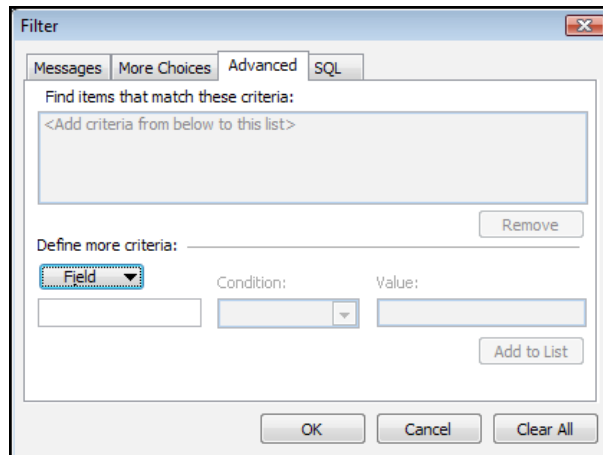 Filter
Messages More Choices Advanced SQL
Find items that match these criteria:
<Add criteria from below to this list>
Remove
Define more criteria:
Field
Condition: Value:
Add to List
OK Cancel Clear All